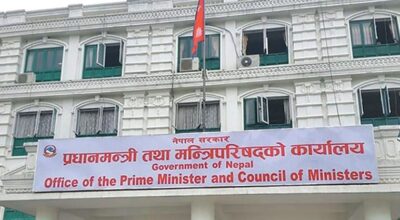 नेपाल सरकार
प्रधानमन्त्री तथा मन्त्रिपरिषद्को कार्यालय
Government of Nepal
Office of the Prime Minister and Council of Ministers